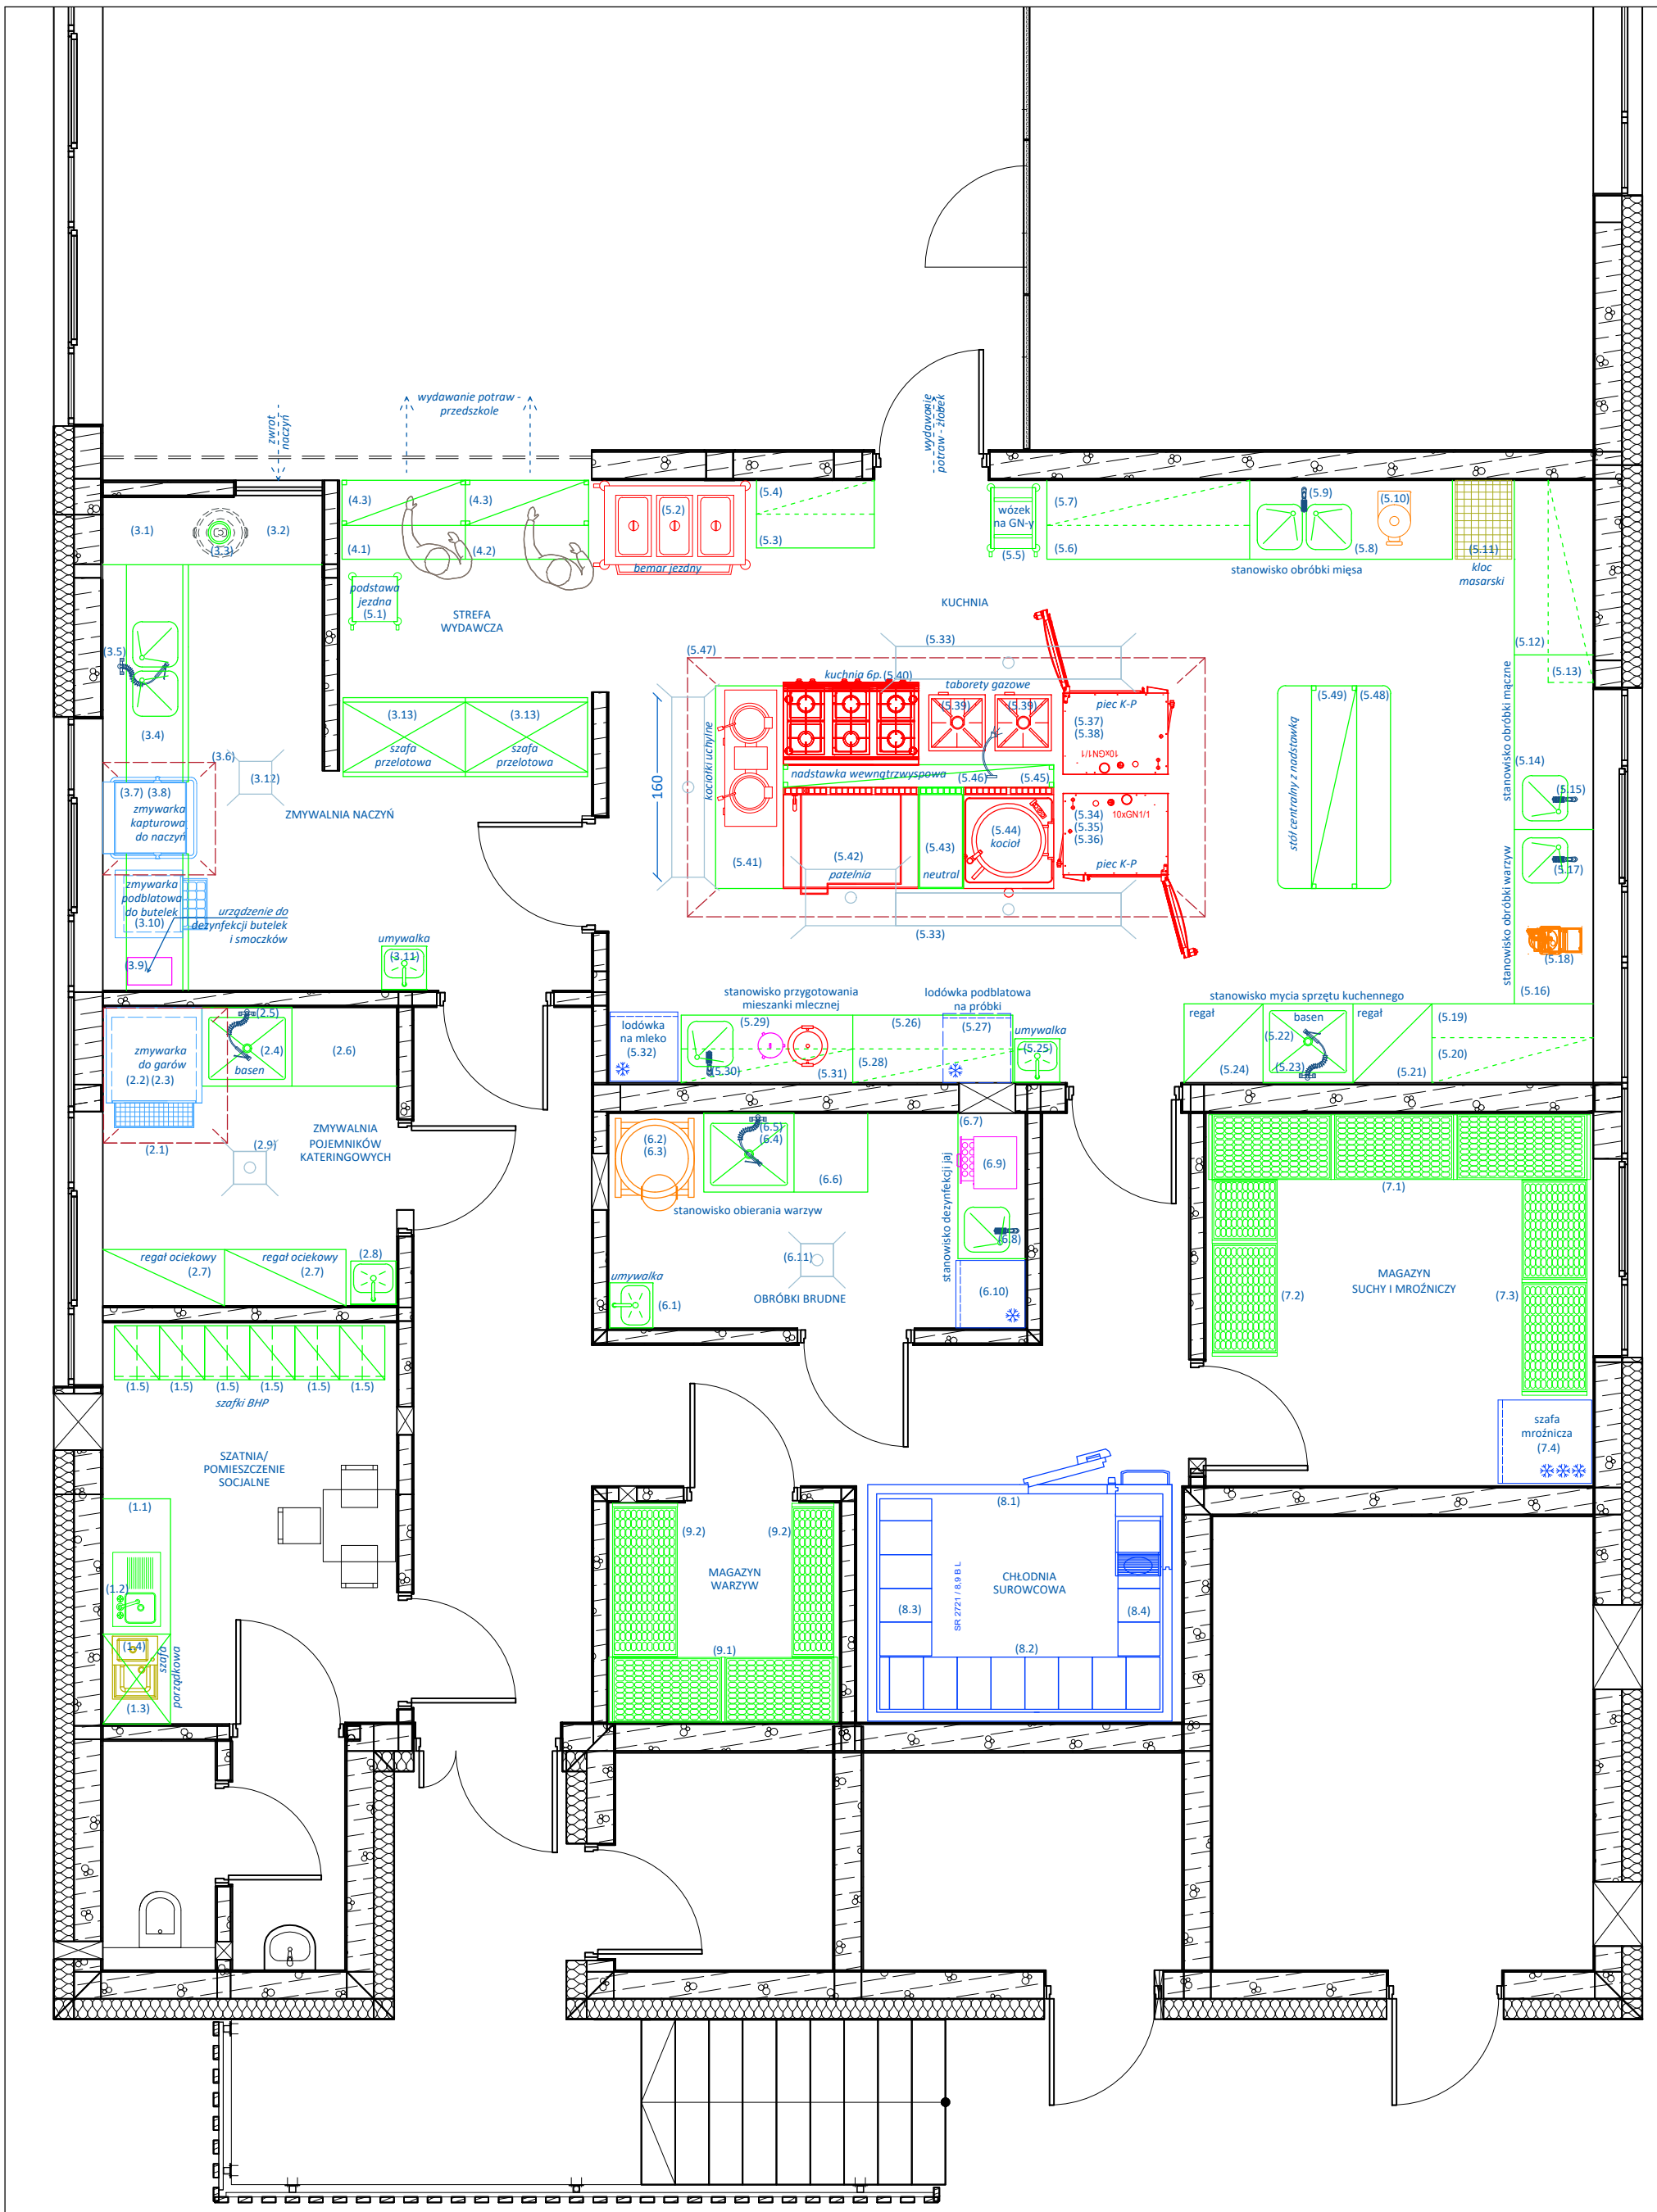 wydawanie potraw -
przedszkole
zwrot
naczyń
wydawanie
potraw - żłobek
(3.1)
(3.2)
(3.3)
(4.3)
(4.3)
(4.1)
(4.2)
(5.2)
bemar jezdny
(5.4)
(5.3)
wózek
na GN-y
(5.5)
(5.7)
(5.6)
(5.9)
(5.8)
(5.10)
(5.11)
kloc
masarski
stanowisko obróbki mięsa
podstawa
jezdna
(5.1)
STREFA
WYDAWCZA
KUCHNIA
(5.12)
(5.13)
stanowisko obróbki mączne
(3.5)
(3.4)
(3.6)
(3.12)
(3.7) (3.8)
zmywarka
kapturowa
do naczyń
ZMYWALNIA NACZYŃ
(3.13)
szafa
przelotowa
(3.13)
szafa
przelotowa
zmywarka
podblatowa
do butelek
(3.10)
urządzenie do
dezynfekcji butelek
i smoczków
(3.9)
umywalka
(3.11)
(5.47)
(5.33)
kuchnia 6p.
(5.40)
taborety gazowe
(5.39)
(5.39)
piec K-P
(5.37)
(5.38)
10xGN1/1
kociołki uchylne
160
nadstawka wewnątrzwyspowa
(5.46)
(5.45)
(5.41)
(5.42)
patelnia
(5.43)
neutral
(5.44)
kocioł
10xGN1/1
(5.34)
(5.35)
(5.36)
piec K-P
(5.33)
stół centralny z nadstawką
(5.49)
(5.48)
(5.14)
(5.15)
(5.17)
stanowisko obróbki warzyw
(5.18)
(5.16)
stanowisko przygotowania
mieszanki mlecznej
lodówka podblatowa
na próbki
lodówka
na mleko
(5.32)
(5.29)
(5.30)
(5.31)
(5.26)
(5.28)
(5.27)
umywalka
(5.25)
stanowisko mycia sprzętu kuchennego
regał
basen
regał
(5.24)
(5.22)
(5.23)
(5.21)
(5.19)
(5.20)
zmywarka
do garów
(2.2) (2.3)
(2.1)
(2.5)
(2.4)
basen
(2.6)
(2.9)
ZMYWALNIA
POJEMNIKÓW
KATERINGOWYCH
regał ociekowy
(2.7)
regał ociekowy
(2.7)
(2.8)
(6.2)
(6.3)
(6.5)
(6.4)
(6.6)
stanowisko obierania warzyw
(6.7)
(6.9)
(6.8)
stanowisko dezynfekcji jaj
(6.10)
(6.11)
OBRÓBKI BRUDNE
umywalka
(6.1)
(7.1)
(7.2)
(7.3)
MAGAZYN
SUCHY I MROŹNICZY
szafa
mroźnicza
(7.4)
(1.5)
(1.5)
(1.5)
(1.5)
(1.5)
(1.5)
szafki BHP
SZATNIA/
POMIESZCZENIE
SOCJALNE
(1.1)
(1.2)
(1.4)
(1.3)
szafa
porządkowa
(9.2)
(9.2)
MAGAZYN
WARZYW
(9.1)
(8.1)
CHŁODNIA
SUROWCOWA
SR 2721 / 8,9 B L
(8.3)
(8.4)
(8.2)